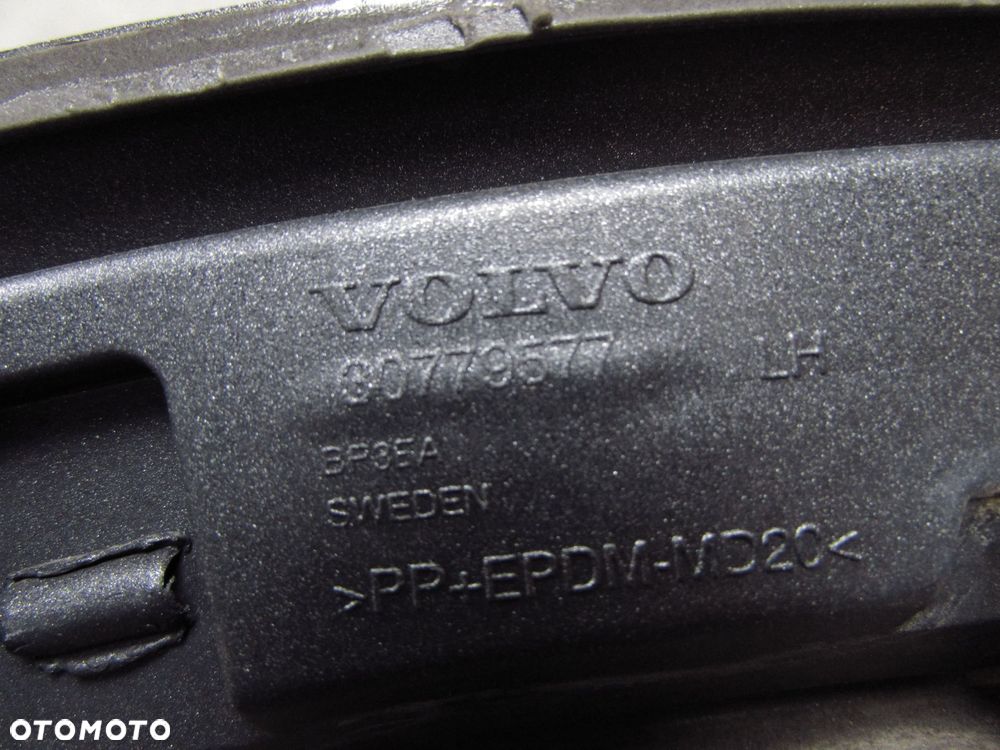 VOLVO
30779577 LH
BP35A
SWEDEN
>PP+EPDM-MD20<
OTOMOTO